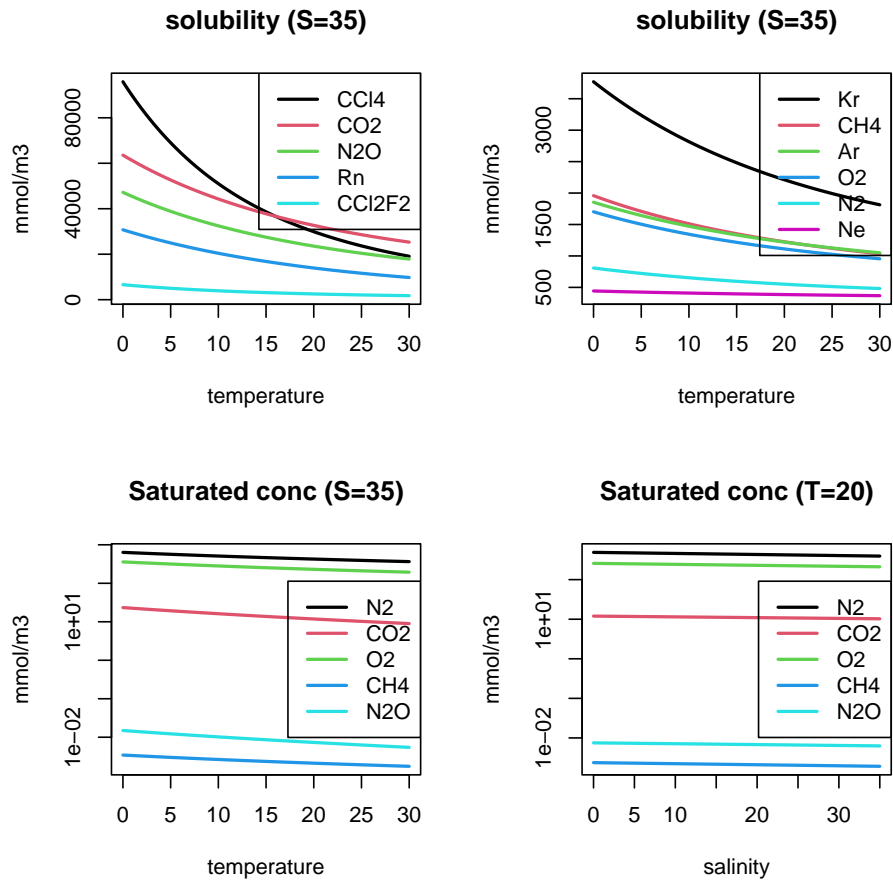 solubility (S=35)
mmol/m3
0
40000
80000
CCl4
CO2
N2O
Rn
CCl2F2
0 5 10 15 20 25 30
temperature
solubility (S=35)
mmol/m3
500
1500
3000
Kr
CH4
Ar
O2
N2
Ne
0 5 10 15 20 25 30
temperature
Saturated conc (S=35)
mmol/m3
1e−02
1e+01
N2
CO2
O2
CH4
N2O
0 5 10 15 20 25 30
temperature
Saturated conc (T=20)
mmol/m3
1e−02
1e+01
N2
CO2
O2
CH4
N2O
0 5 10 20 30
salinity